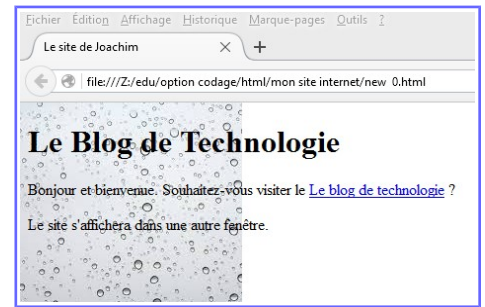 Fichier Édition Affichage Historique Marque-pages Outils ?
Le site de Joachim × +
file:///Z:/edu/option codage/html/mon site internet/new 0.html
Le Blog de Technologie
Bonjour et bienvenue. Souhaitez-vous visiter le Le blog de technologie ?
Le site s'affichera dans une autre fenêtre.